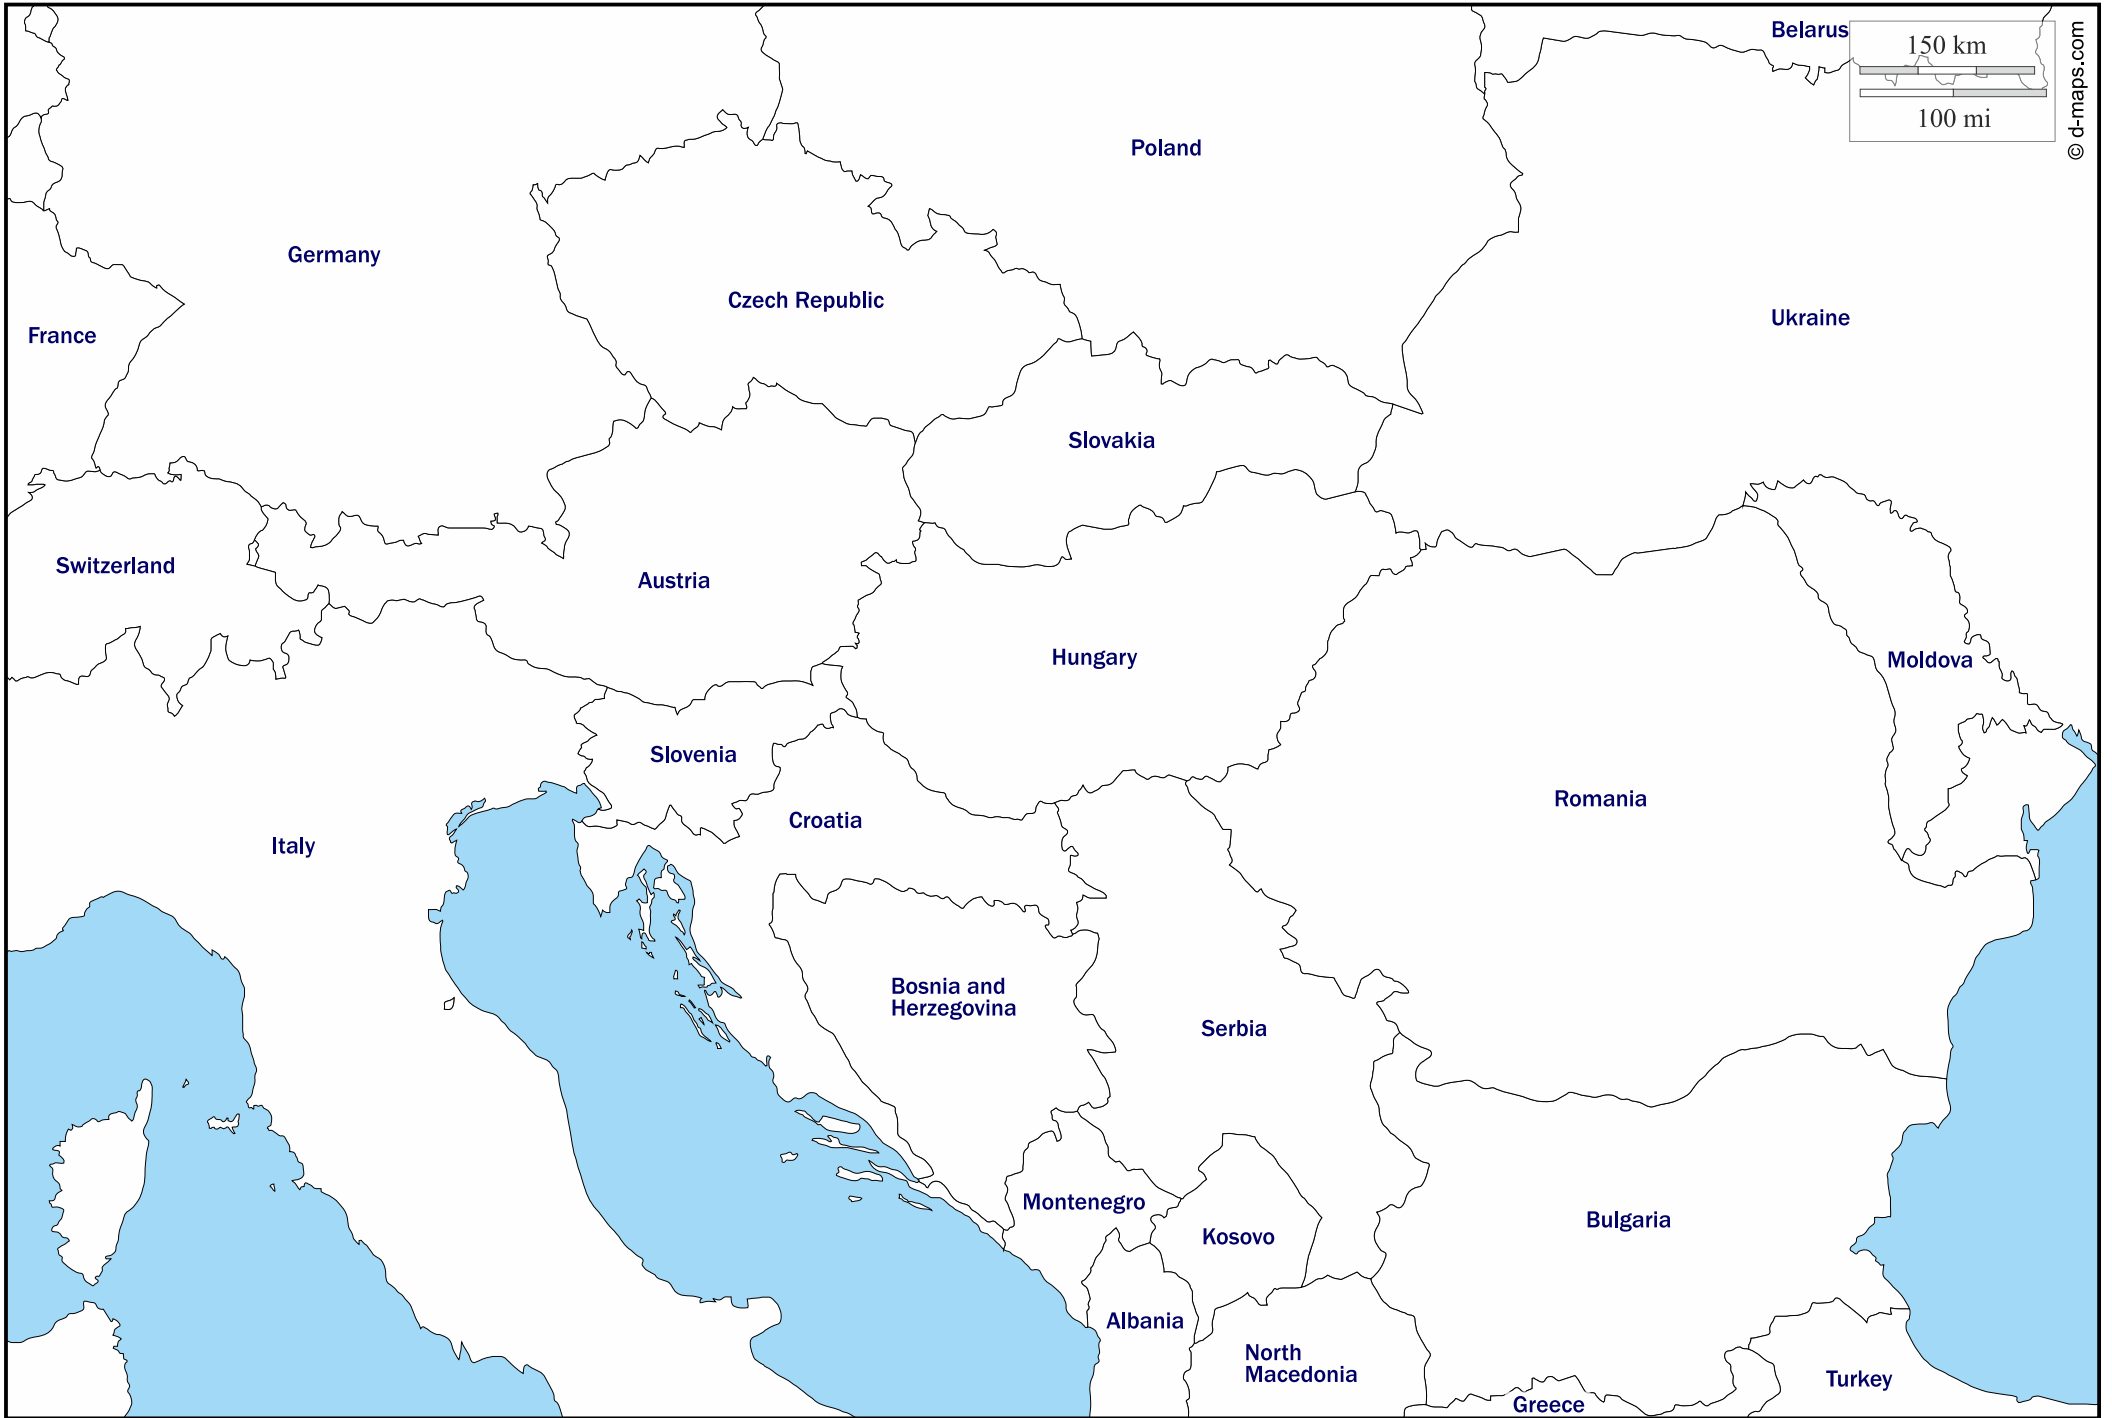 Belarus
150 km
100 mi
© d-maps.com
Poland
Germany
Czech Republic
Ukraine
France
Slovakia
Switzerland
Austria
Hungary
Moldova
Slovenia
Romania
Croatia
Italy
Bosnia and
Herzegovina
Serbia
Montenegro
Kosovo
Bulgaria
Albania
North
Macedonia
Turkey
Greece